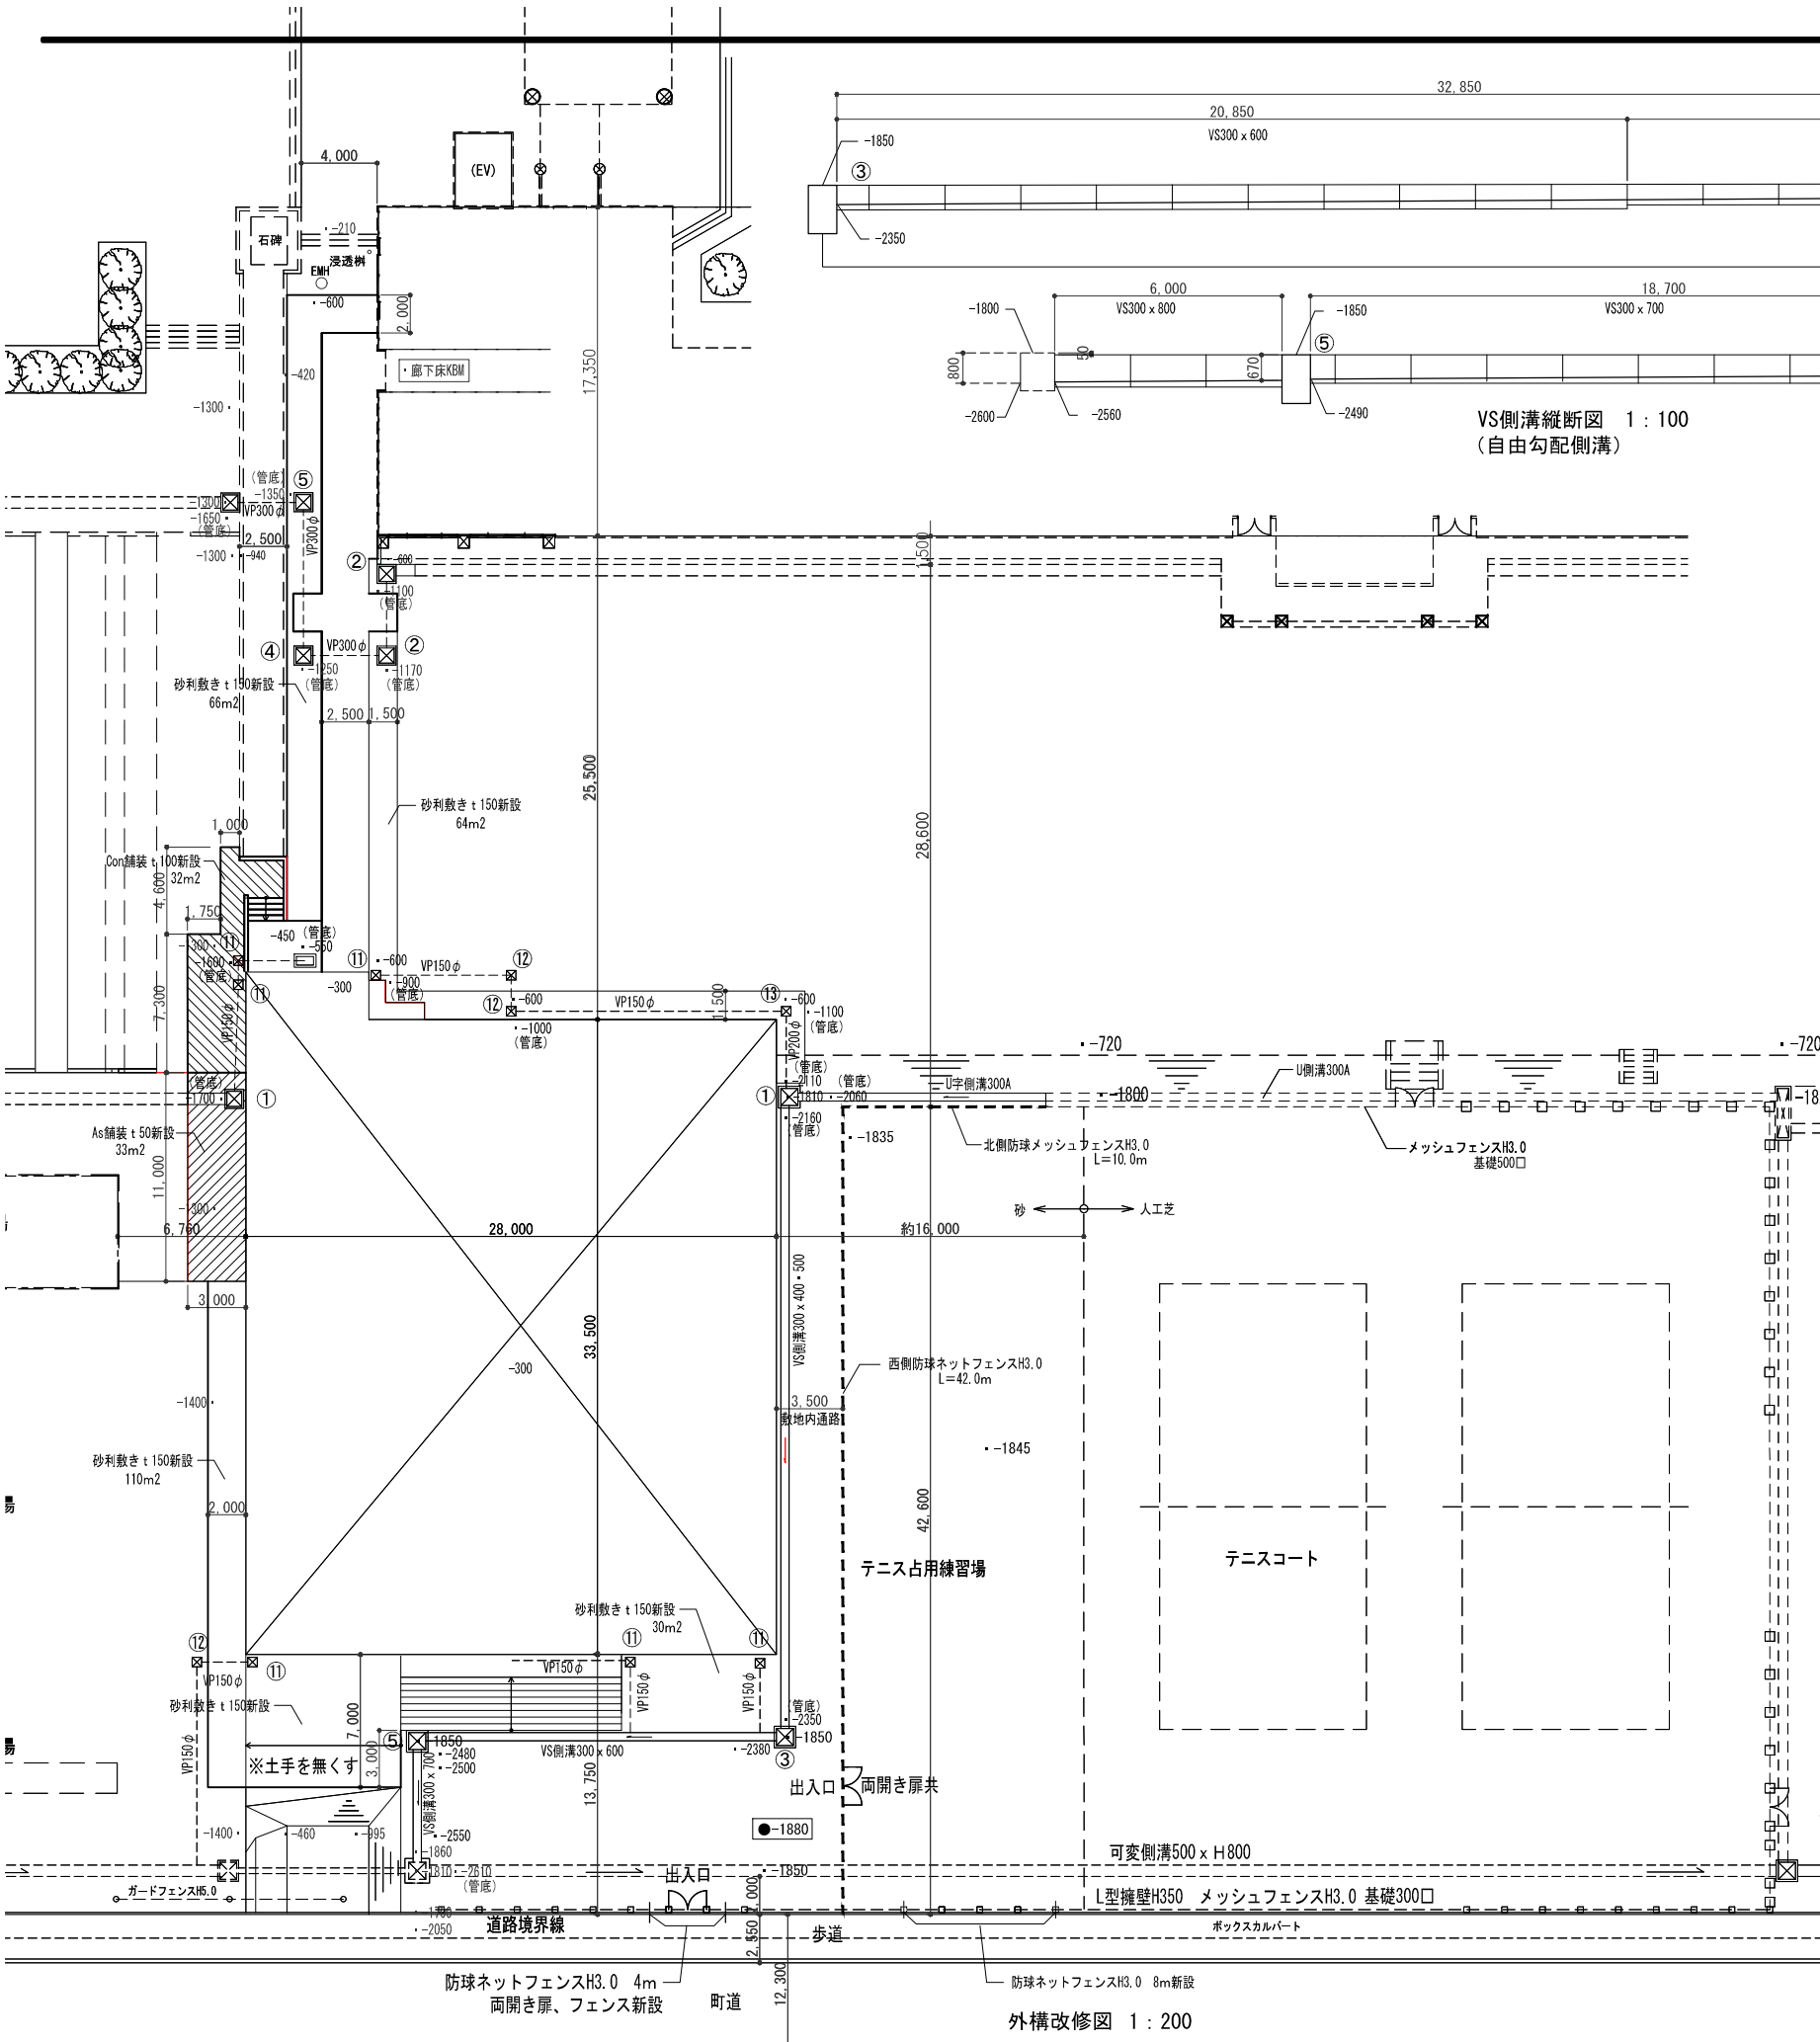 32,850
20,850
VS300 x 600
-1850
③
-2350
6,000
18,700
VS300 x 800
VS300 x 700
-1800
-1850
⑤
800
50
670
-2600
-2560
-2490
VS側溝縦断図 1 : 100
(自由勾配側溝)
4,000
(EV)
石碑
-210
浸透桝
EMH
-600
2,000
17,350
・廊下床KBM
-420
-1300
(管底)
⑤
-1350
-1300
VP300φ
-1650
(管底)
VP300φ
2,500
-1300
-940
②
-600
-1100
(管底)
1,500
④
VP300φ
②
-1250
(管底)
-1170
(管底)
砂利敷きｔ150新設
66m2
2,500
1,500
25,500
砂利敷きｔ150新設
64m2
28,600
1,000
Con舗装ｔ100新設
32m2
4,600
1,750
-450
(管底)
-550
-300
⑪
-1600
(管底)
⑪
7,300
VP150φ
⑪
-600
VP150φ
⑫
-300
-900
(管底)
⑫
-600
VP150φ
1,500
⑬
-600
-1000
(管底)
-1100
(管底)
VP200φ
-720
-720
(管底)
-1700
①
(管底)
-2110
(管底)
①
-1810
-2060
U字側溝300A
U側溝300A
-1800
-18
-2160
(管底)
-1835
As舗装ｔ50新設
33m2
北側防球メッシュフェンスH3.0
L=10.0m
メッシュフェンスH3.0
基礎500□
11,000
-300
砂
人工芝
6,760
28,000
約16,000
3,000
VS側溝300 x 400・500
33,500
-300
西側防球ネットフェンスH3.0
L=42.0m
3,500
敷地内通路
-1400
-1845
砂利敷きｔ150新設
110m2
2,000
場
42,600
テニス占用練習場
テニスコート
砂利敷きｔ150新設
30m2
⑫
⑪
⑪
⑪
VP150φ
VP150φ
VP150φ
VP150φ
砂利敷きｔ150新設
7,000
(管底)
-2350
⑤
-1850
-1850
VP150φ
※土手を無くす
3,000
-2480
-2500
VS側溝300 x 600
-2380
③
VS側溝300 x 700
13,750
出入口
両開き扉共
-1400
-460
-995
-2550
-1860
●-1880
-1810
-2610
(管底)
-1850
可変側溝500 x H800
出入口
ガードフェンスH5.0
2,000
L型擁壁H350 メッシュフェンスH3.0 基礎300□
-2050
道路境界線
歩道
ボックスカルバート
2,550
防球ネットフェンスH3.0 4m
両開き扉、フェンス新設
町道
12,300
防球ネットフェンスH3.0 8m新設
外構改修図 1 : 200